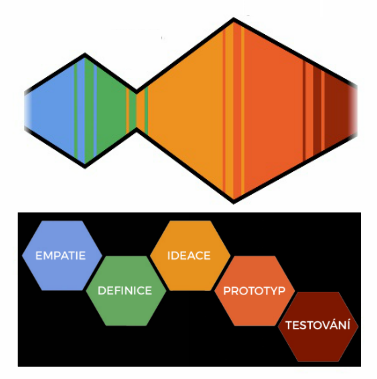 EMPATIE
DEFINICE
IDEACE
PROTOTYP
TESTOVÁNÍ